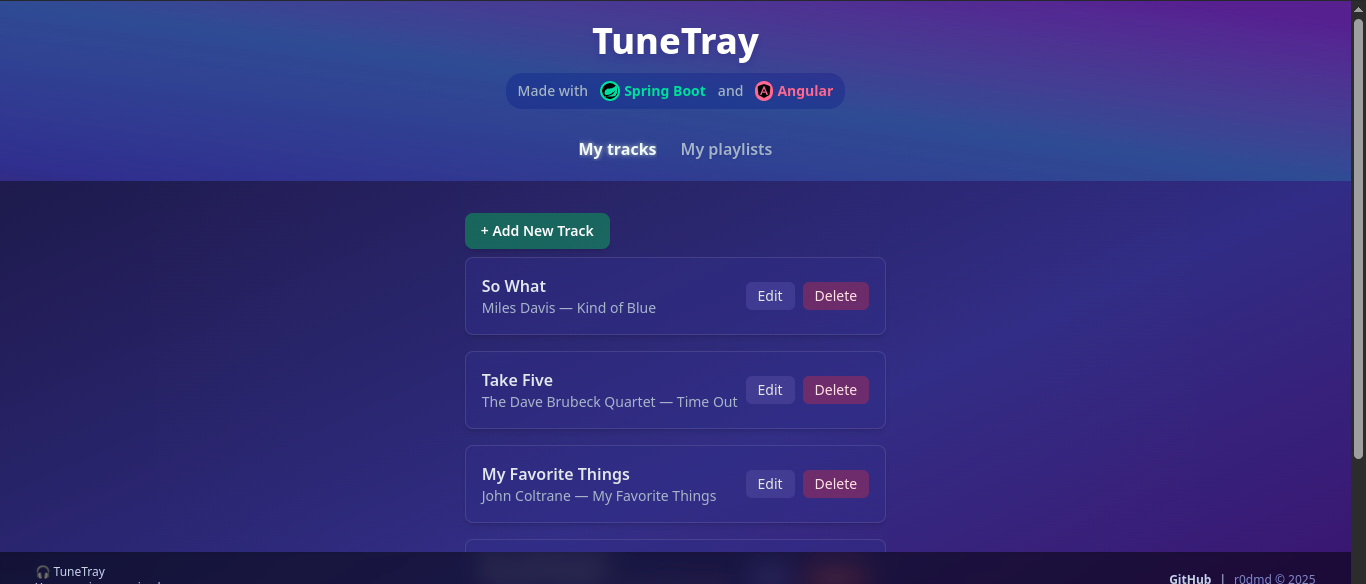 TuneTray
Made with Spring Boot and Angular
My tracks My playlists
+ Add New Track
So What
Miles Davis — Kind of Blue
Edit Delete
Take Five
The Dave Brubeck Quartet — Time Out
Edit Delete
My Favorite Things
John Coltrane — My Favorite Things
Edit Delete
TuneTray
GitHub | r0dmd © 2025